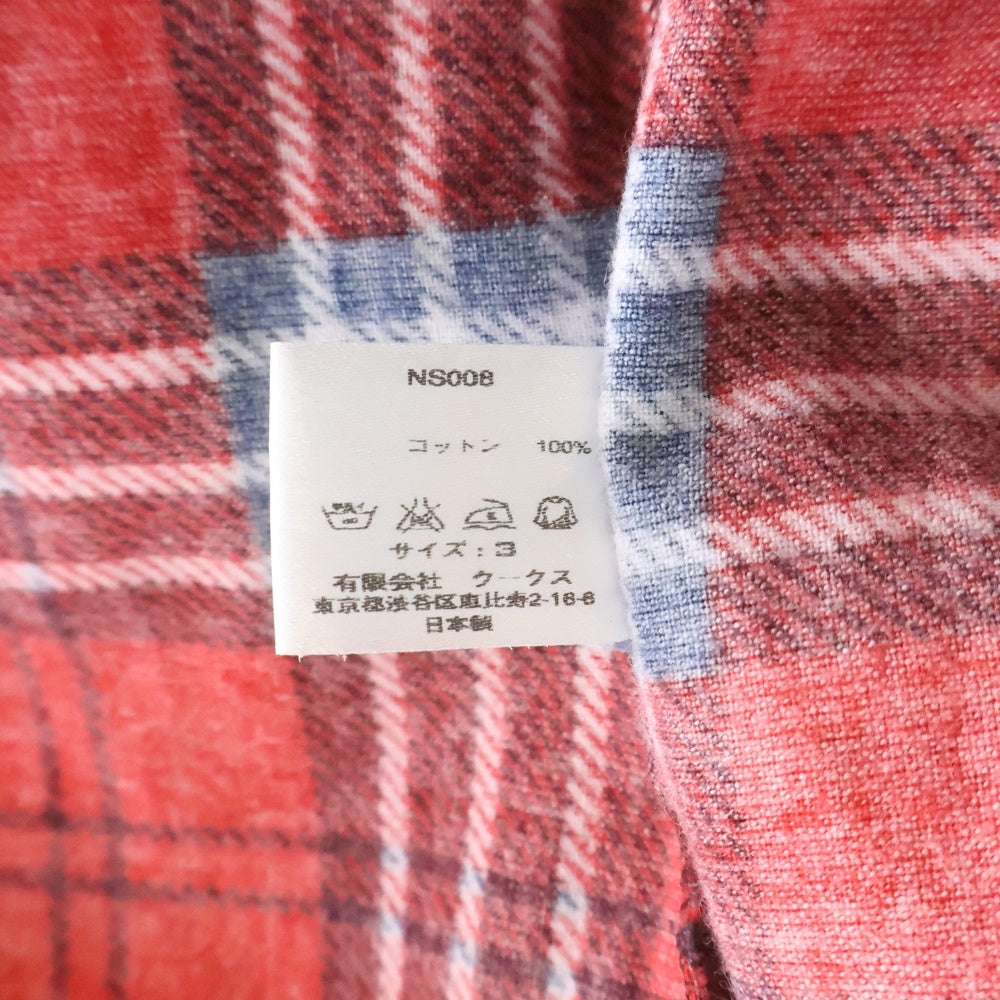 NS008
コットン 100%
サイズ：3
有限会社 クークス
東京都渋谷区恵比寿2-16-6
日本製